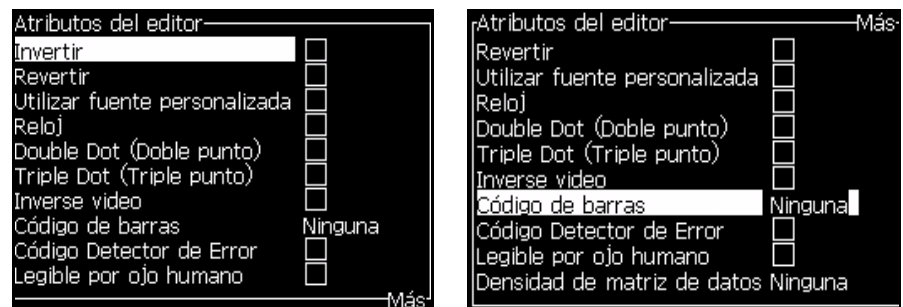 Atributos del editor
Invertir
Revertir
Utilizar fuente personalizada
Reloj
Double Dot (Doble punto)
Triple Dot (Triple punto)
Inverse video
Código de barras Ninguna
Código Detector de Error
Legible por ojo humano
Más
Atributos del editor Más
Revertir
Utilizar fuente personalizada
Reloj
Double Dot (Doble punto)
Triple Dot (Triple punto)
Inverse video
Código de barras Ninguna
Código Detector de Error
Legible por ojo humano
Densidad de matriz de datos Ninguna